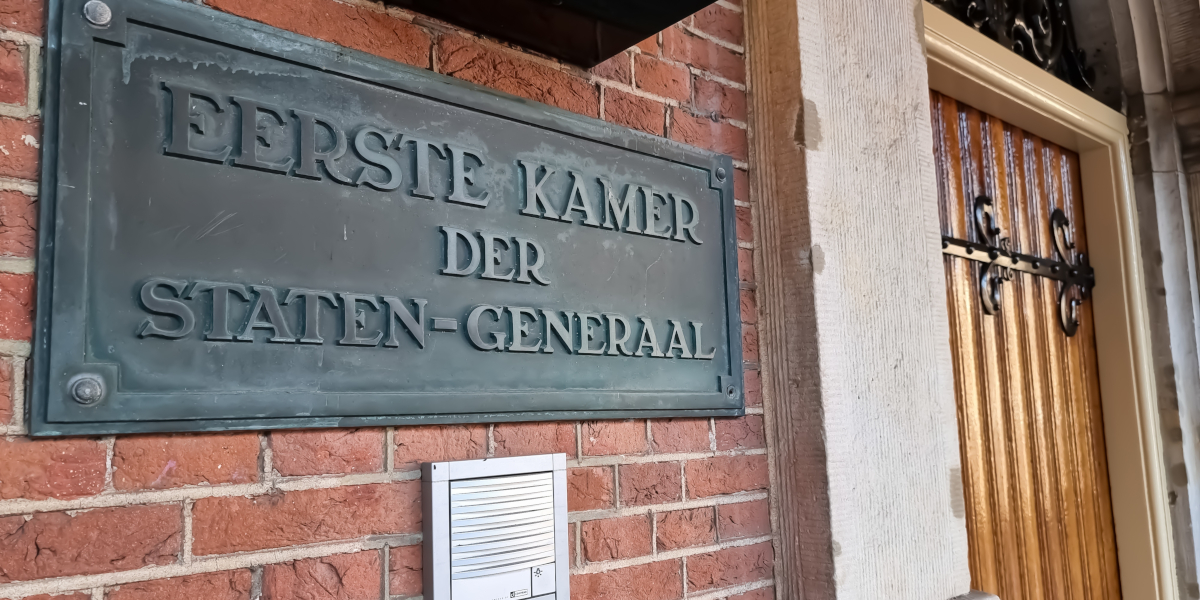 EERSTE KAMER
DER
STATEN-GENERAAL